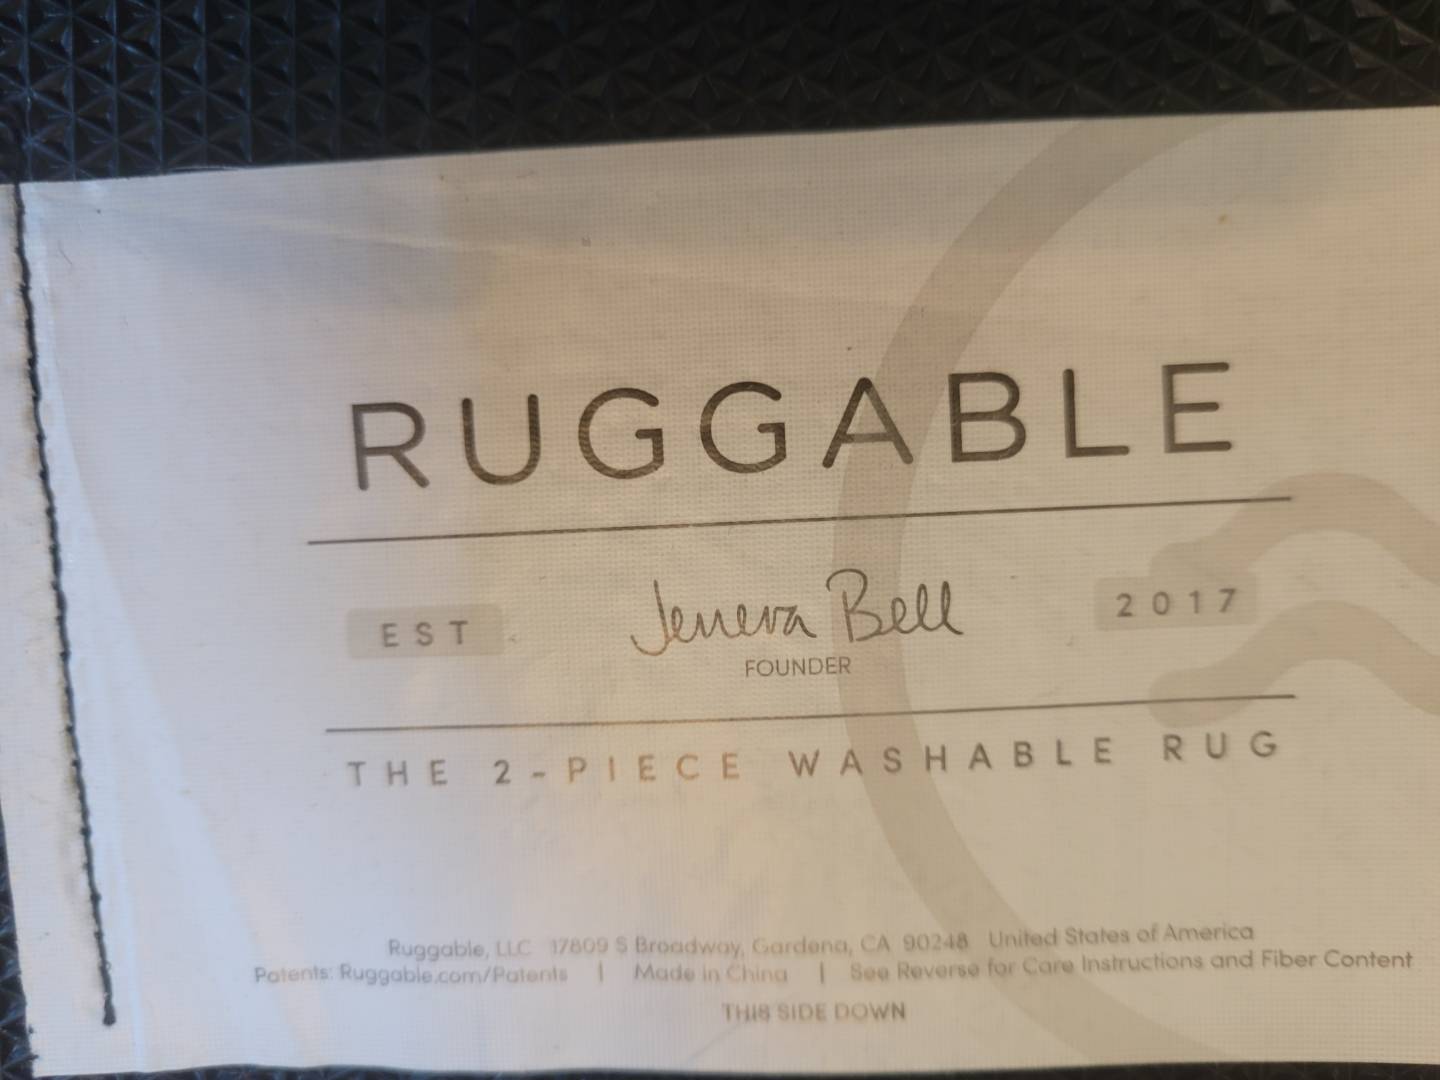 RUGGABLE
EST Jeneva Bell 2017
FOUNDER
THE 2-PIECE WASHABLE RUG
Ruggable, LLC 17809 S Broadway, Gardena, CA 90248 United States of America
Patents: Ruggable.com/Patents | Made in China | See Reverse for Care Instructions and Fiber Content
THIS SIDE DOWN